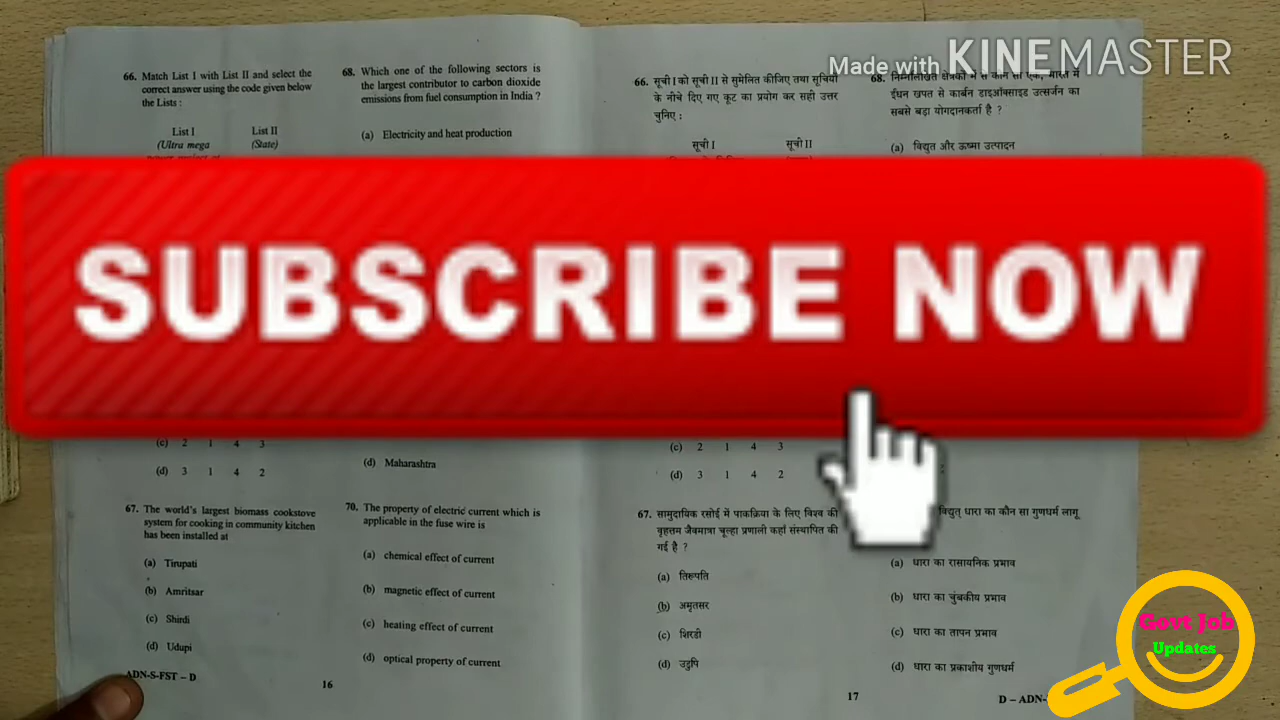 Made with KINEMASTER
66. Match List I with List II and select the
correct answer using the code given below
the Lists :
List I
List II
(Ultra mega
(State)
68. Which one of the following sectors is
the largest contributor to carbon dioxide
emissions from fuel consumption in India ?
(a) Electricity and heat production
66. सूची I को सूची II से सुमेलित कीजिए तथा सूचियों
के नीचे दिए गए कूट का प्रयोग कर सही उत्तर
चुनिए :
सूची I
सूची II
68. निम्नलिखित क्षेत्रकों में से कौन सा एक, भारत में
ईंधन खपत से कार्बन डाइऑक्साइड उत्सर्जन का
सबसे बड़ा योगदानकर्ता है ?
(a) विद्युत और ऊष्मा उत्पादन
SUBSCRIBE NOW
(c) 2 1 4 3
(d) 3 1 4 2
67. The world's largest biomass cookstove
system for cooking in community kitchen
has been installed at
(a) Tirupati
(b) Amritsar
(c) Shirdi
(d) Udupi
(d) Maharashtra
70. The property of electric current which is
applicable in the fuse wire is
(a) chemical effect of current
(b) magnetic effect of current
(c) heating effect of current
(d) optical property of current
ADN-S-FST – D
16
(c) 2 1 4 3
(d) 3 1 4 2
67. सामुदायिक रसोई में पाकक्रिया के लिए विश्व की
वृहत्तम जैवमात्रा चूल्हा प्रणाली कहाँ संस्थापित की
गई है ?
(a) तिरुपति
(b) अमृतसर
(c) शिरडी
(d) उडुपि
विद्युत् धारा का कौन सा गुणधर्म लागू
(a) धारा का रासायनिक प्रभाव
(b) धारा का चुंबकीय प्रभाव
(c) धारा का तापन प्रभाव
(d) धारा का प्रकाशीय गुणधर्म
17
D – ADN-
Govt Job
Updates